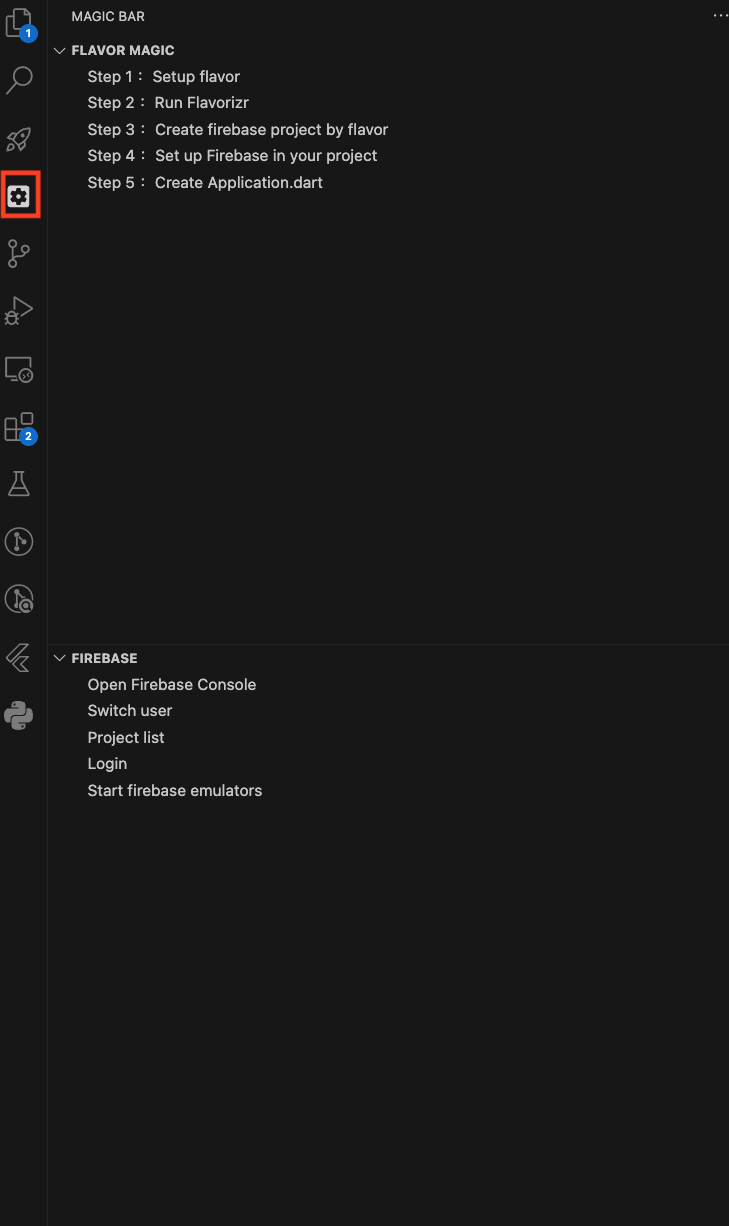 MAGIC BAR
1
FLAVOR MAGIC
Step 1： Setup flavor
Step 2： Run Flavorizr
Step 3： Create firebase project by flavor
Step 4： Set up Firebase in your project
Step 5： Create Application.dart
2
FIREBASE
Open Firebase Console
Switch user
Project list
Login
Start firebase emulators